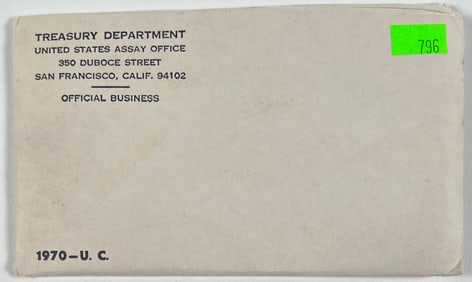 TREASURY DEPARTMENT
UNITED STATES ASSAY OFFICE
350 DUBOCE STREET
SAN FRANCISCO, CALIF. 94102
OFFICIAL BUSINESS
796
1970—U. C.